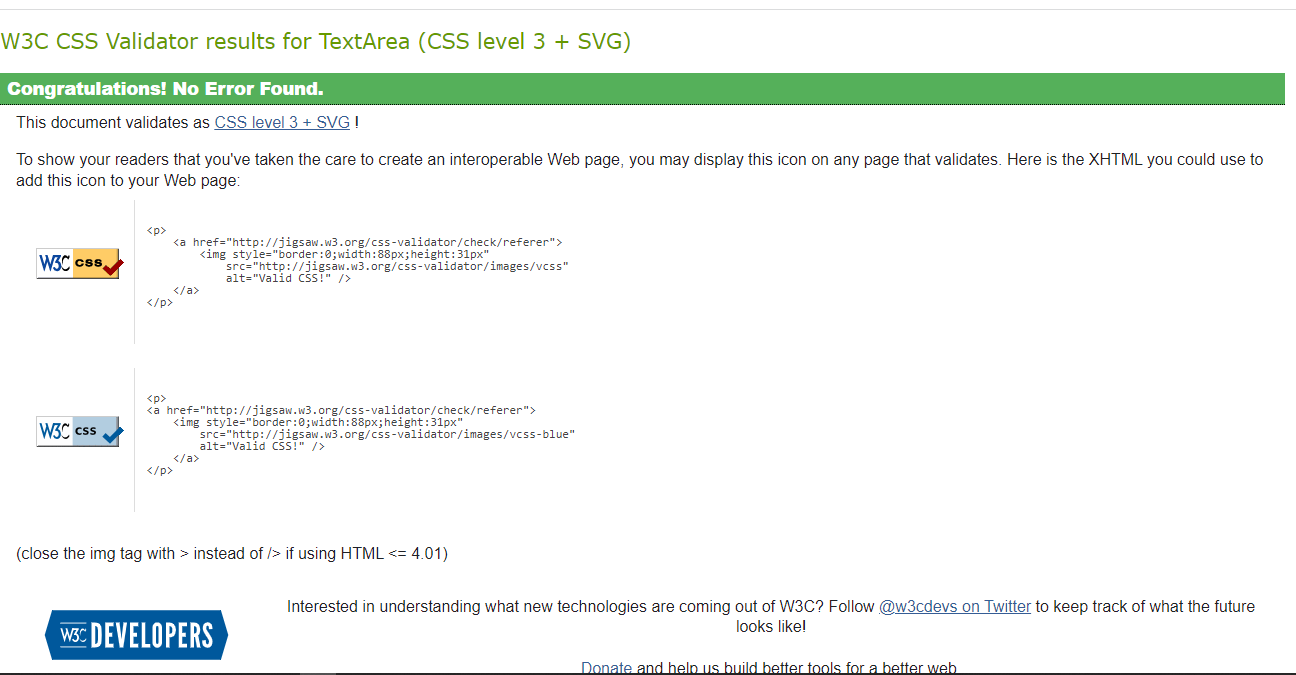 W3C CSS Validator results for TextArea (CSS level 3 + SVG)
Congratulations! No Error Found.
This document validates as CSS level 3 + SVG !
To show your readers that you've taken the care to create an interoperable Web page, you may display this icon on any page that validates. Here is the XHTML you could use to
add this icon to your Web page:
W3C css
<p>
<a href="http://jigsaw.w3.org/css-validator/check/referer">
<img style="border:0;width:88px;height:31px"
src="http://jigsaw.w3.org/css-validator/images/vcss"
alt="Valid CSS!" />
</a>
</p>
W3C css
<p>
<a href="http://jigsaw.w3.org/css-validator/check/referer">
<img style="border:0;width:88px;height:31px"
src="http://jigsaw.w3.org/css-validator/images/vcss-blue"
alt="Valid CSS!" />
</a>
</p>
(close the img tag with > instead of /> if using HTML <= 4.01)
W3C DEVELOPERS
Interested in understanding what new technologies are coming out of W3C? Follow @w3cdevs on Twitter to keep track of what the future
looks like!
Donate and help us build better tools for a better web.